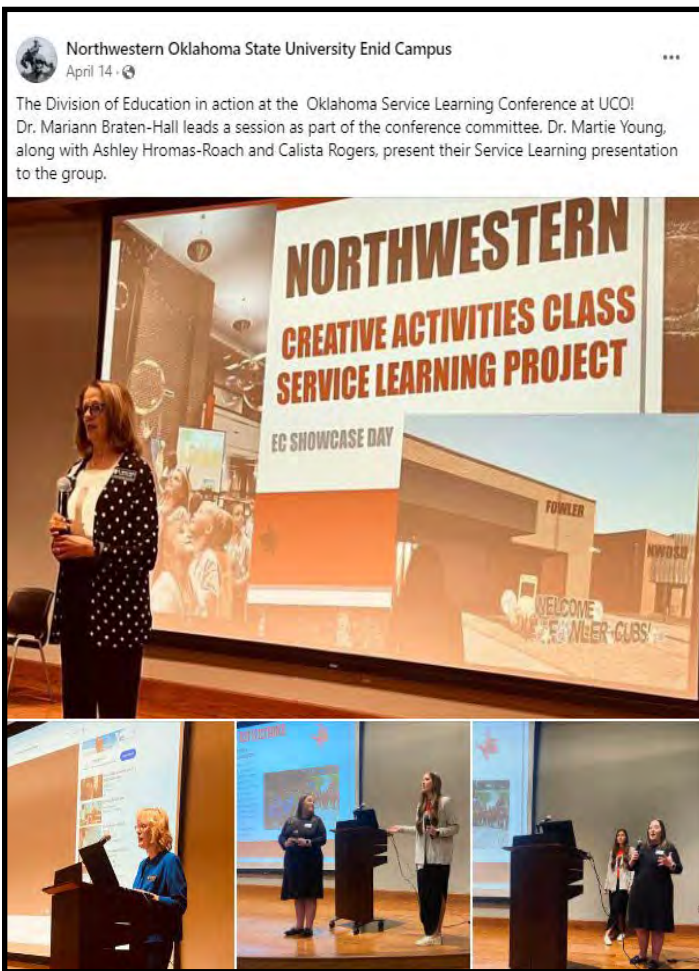 Northwestern Oklahoma State University Enid Campus
April 14
The Division of Education in action at the Oklahoma Service Learning Conference at UCO!
Dr. Mariann Braten-Hall leads a session as part of the conference committee. Dr. Martie Young,
along with Ashley Hromas-Roach and Calista Rogers, present their Service Learning presentation
to the group.
NORTHWESTERN
CREATIVE ACTIVITIES CLASS
SERVICE LEARNING PROJECT
EC SHOWCASE DAY
FOWLER
NWOSU
WELCOME
FOWLER CUBS!